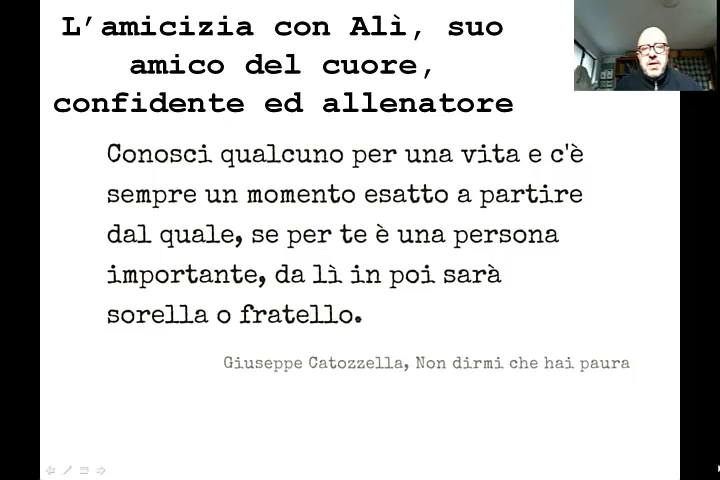 L’amicizia con Alì, suo
amico del cuore,
confidente ed allenatore
Conosci qualcuno per una vita e c'è
sempre un momento esatto a partire
dal quale, se per te è una persona
importante, da lì in poi sarà
sorella o fratello.
Giuseppe Catozzella, Non dirmi che hai paura